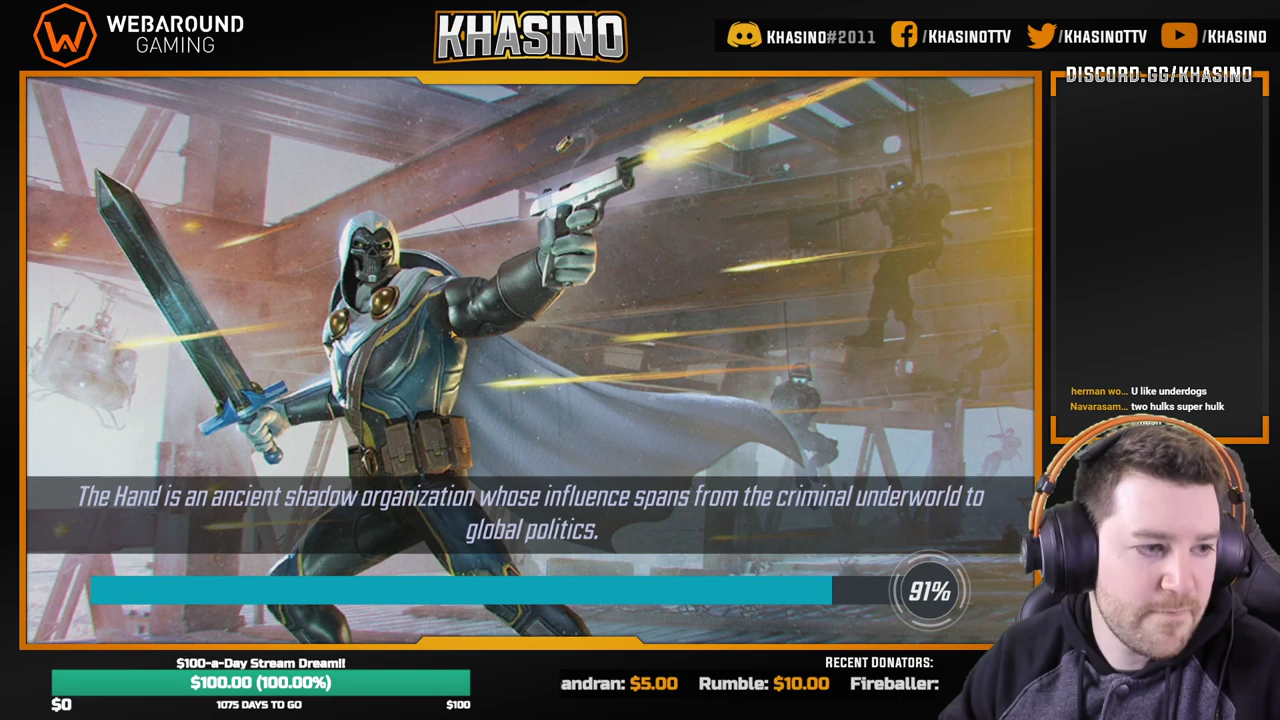 WEBAROUND
GAMING
KHASINO
KHASINO#2011
/KHASINOTTV
/KHASINOTTV
/KHASINO
DISCORD.GG/KHASINO
herman wo... U like underdogs
Navarasam... two hulks super hulk
The Hand is an ancient shadow organization whose influence spans from the criminal underworld to
global politics.
91%
$100-a-Day Stream Dream!!
$100.00 (100.00%)
$0
1075 DAYS TO GO
$100
RECENT DONATORS:
andran: $5.00 Rumble: $10.00 Fireballer: